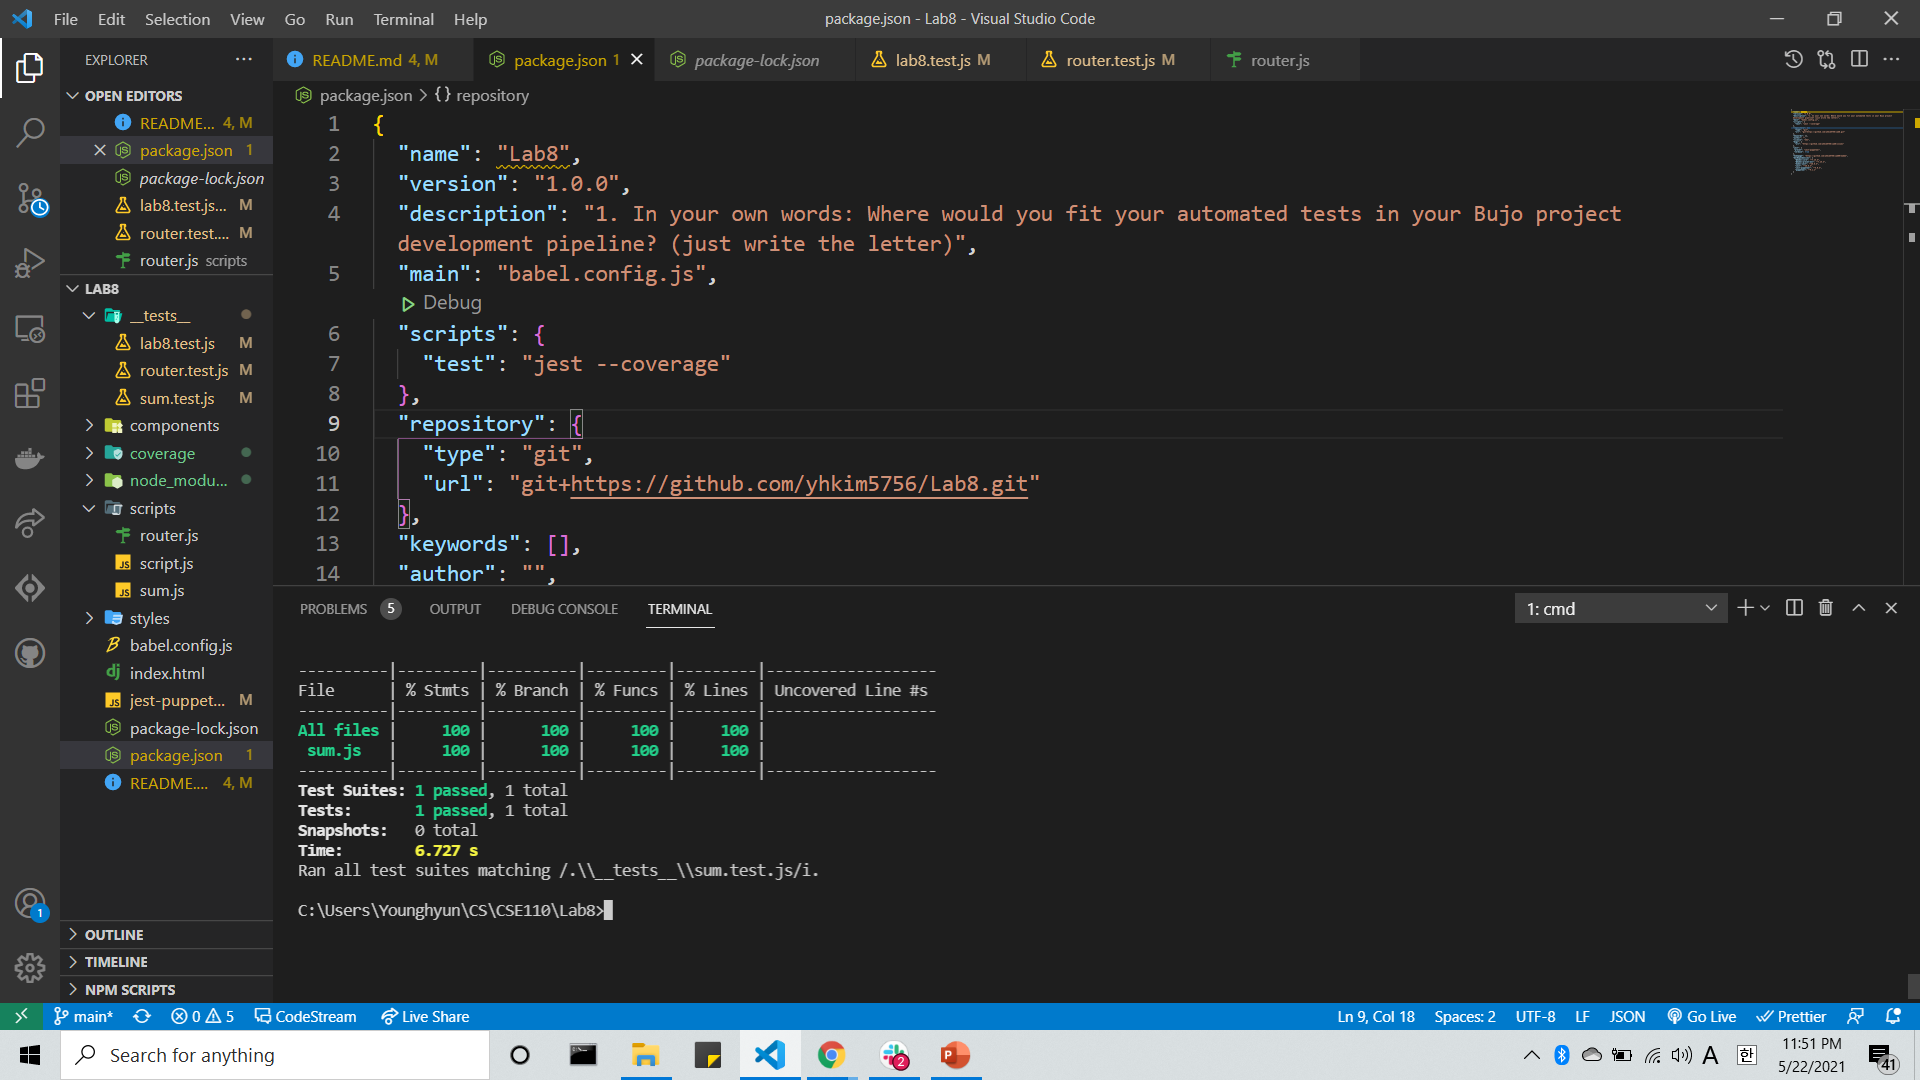 File Edit Selection View Go Run Terminal Help
package.json - Lab8 - Visual Studio Code
EXPLORER
OPEN EDITORS
README... 4, M
package.json 1
package-lock.json
lab8.test.js... M
router.test.... M
router.js scripts
LAB8
__tests__
lab8.test.js M
router.test.js M
sum.test.js M
components
coverage
node_modu...
scripts
router.js
script.js
sum.js
styles
babel.config.js
index.html
jest-puppet... M
package-lock.json
package.json 1
README.... 4, M
OUTLINE
TIMELINE
NPM SCRIPTS
README.md 4, M package.json 1 package-lock.json lab8.test.js M router.test.js M router.js
package.json > {} repository
1 {
2 "name": "Lab8",
3 "version": "1.0.0",
4 "description": "1. In your own words: Where would you fit your automated tests in your Bujo project
development pipeline? (just write the letter)",
5 "main": "babel.config.js",
Debug
6 "scripts": {
7 "test": "jest --coverage"
8 },
9 "repository": {
10 "type": "git",
11 "url": "git+https://github.com/yhkim5756/Lab8.git"
12 },
13 "keywords": [],
14 "author": "",
PROBLEMS 5 OUTPUT DEBUG CONSOLE TERMINAL
1: cmd
----------|---------|----------|---------|---------|-------------------
File | % Stmts | % Branch | % Funcs | % Lines | Uncovered Line #s
----------|---------|----------|---------|---------|-------------------
All files | 100 | 100 | 100 | 100 |
sum.js | 100 | 100 | 100 | 100 |
----------|---------|----------|---------|---------|-------------------
Test Suites: 1 passed, 1 total
Tests: 1 passed, 1 total
Snapshots: 0 total
Time: 6.727 s
Ran all test suites matching /.\\__tests__\\sum.test.js/i.
C:\Users\Younghyun\CS\CSE110\Lab8>
1
main* 0 5 CodeStream Live Share
Ln 9, Col 18 Spaces: 2 UTF-8 LF JSON Go Live Prettier
Search for anything
2
A 한
11:51 PM
5/22/2021
41